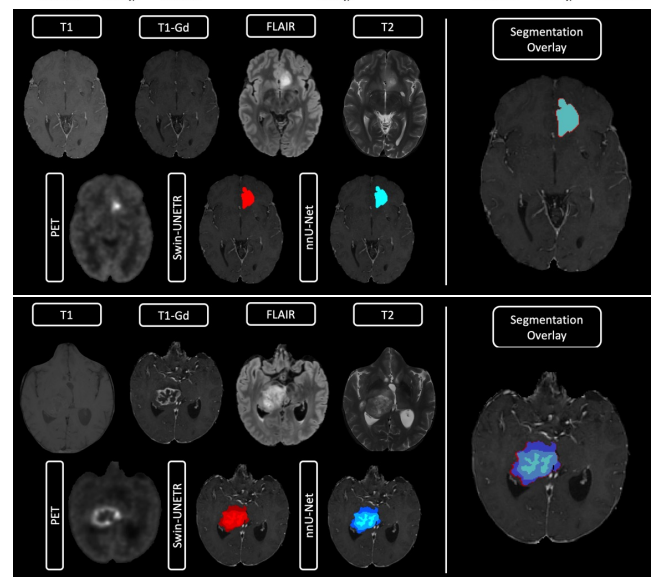 T1
T1-Gd
FLAIR
T2
Segmentation
Overlay
PET
Swin-UNETR
nnU-Net
T1
T1-Gd
FLAIR
T2
Segmentation
Overlay
PET
Swin-UNETR
nnU-Net